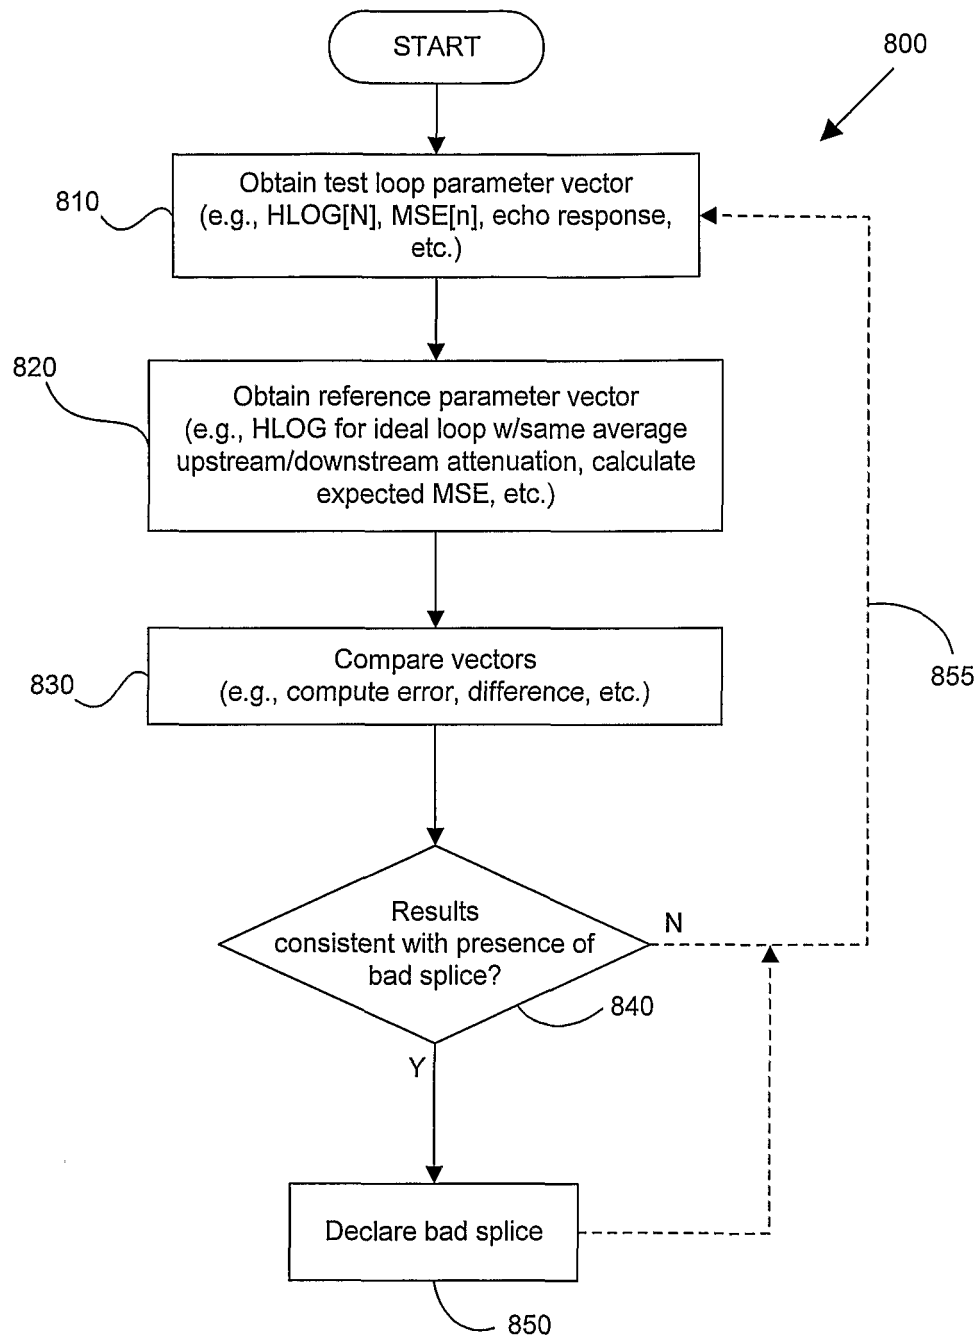 START
800
810
Obtain test loop parameter vector
(e.g., HLOG[N], MSE[n], echo response,
etc.)
820
Obtain reference parameter vector
(e.g., HLOG for ideal loop w/same average
upstream/downstream attenuation, calculate
expected MSE, etc.)
830
Compare vectors
(e.g., compute error, difference, etc.)
855
Results
consistent with presence of
bad splice?
N
840
Y
Declare bad splice
850